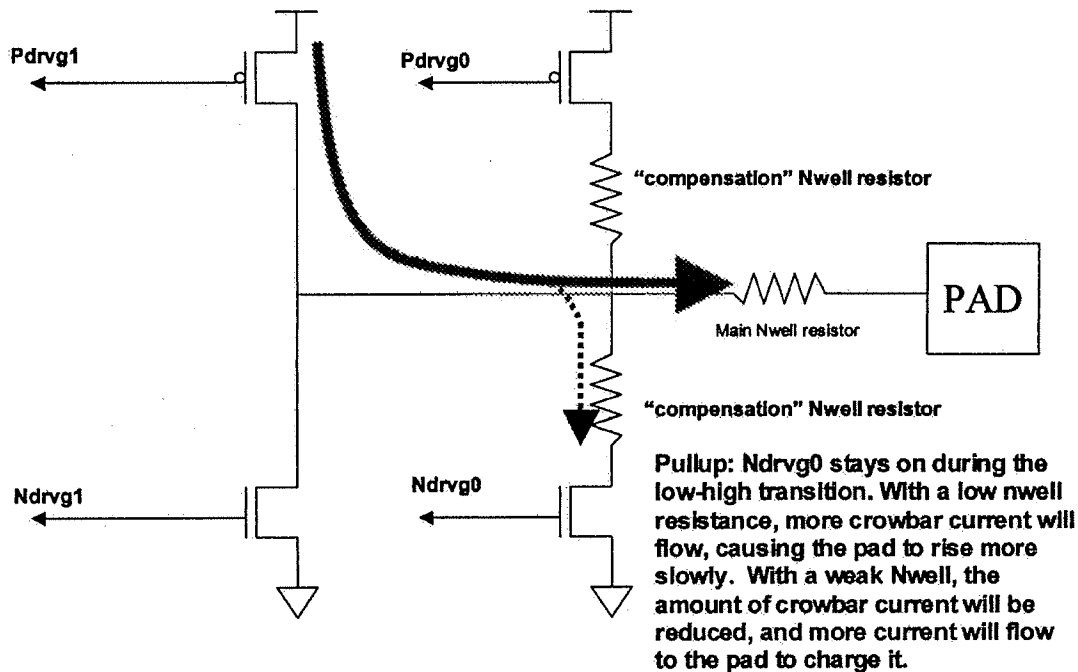 Pdrvg1
Pdrvg0
“compensation” Nwell resistor
PAD
Main Nwell resistor
“compensation” Nwell resistor
Ndrvg1
Ndrvg0
Pullup: Ndrvg0 stays on during the
low-high transition. With a low nwell
resistance, more crowbar current will
flow, causing the pad to rise more
slowly. With a weak Nwell, the
amount of crowbar current will be
reduced, and more current will flow
to the pad to charge it.